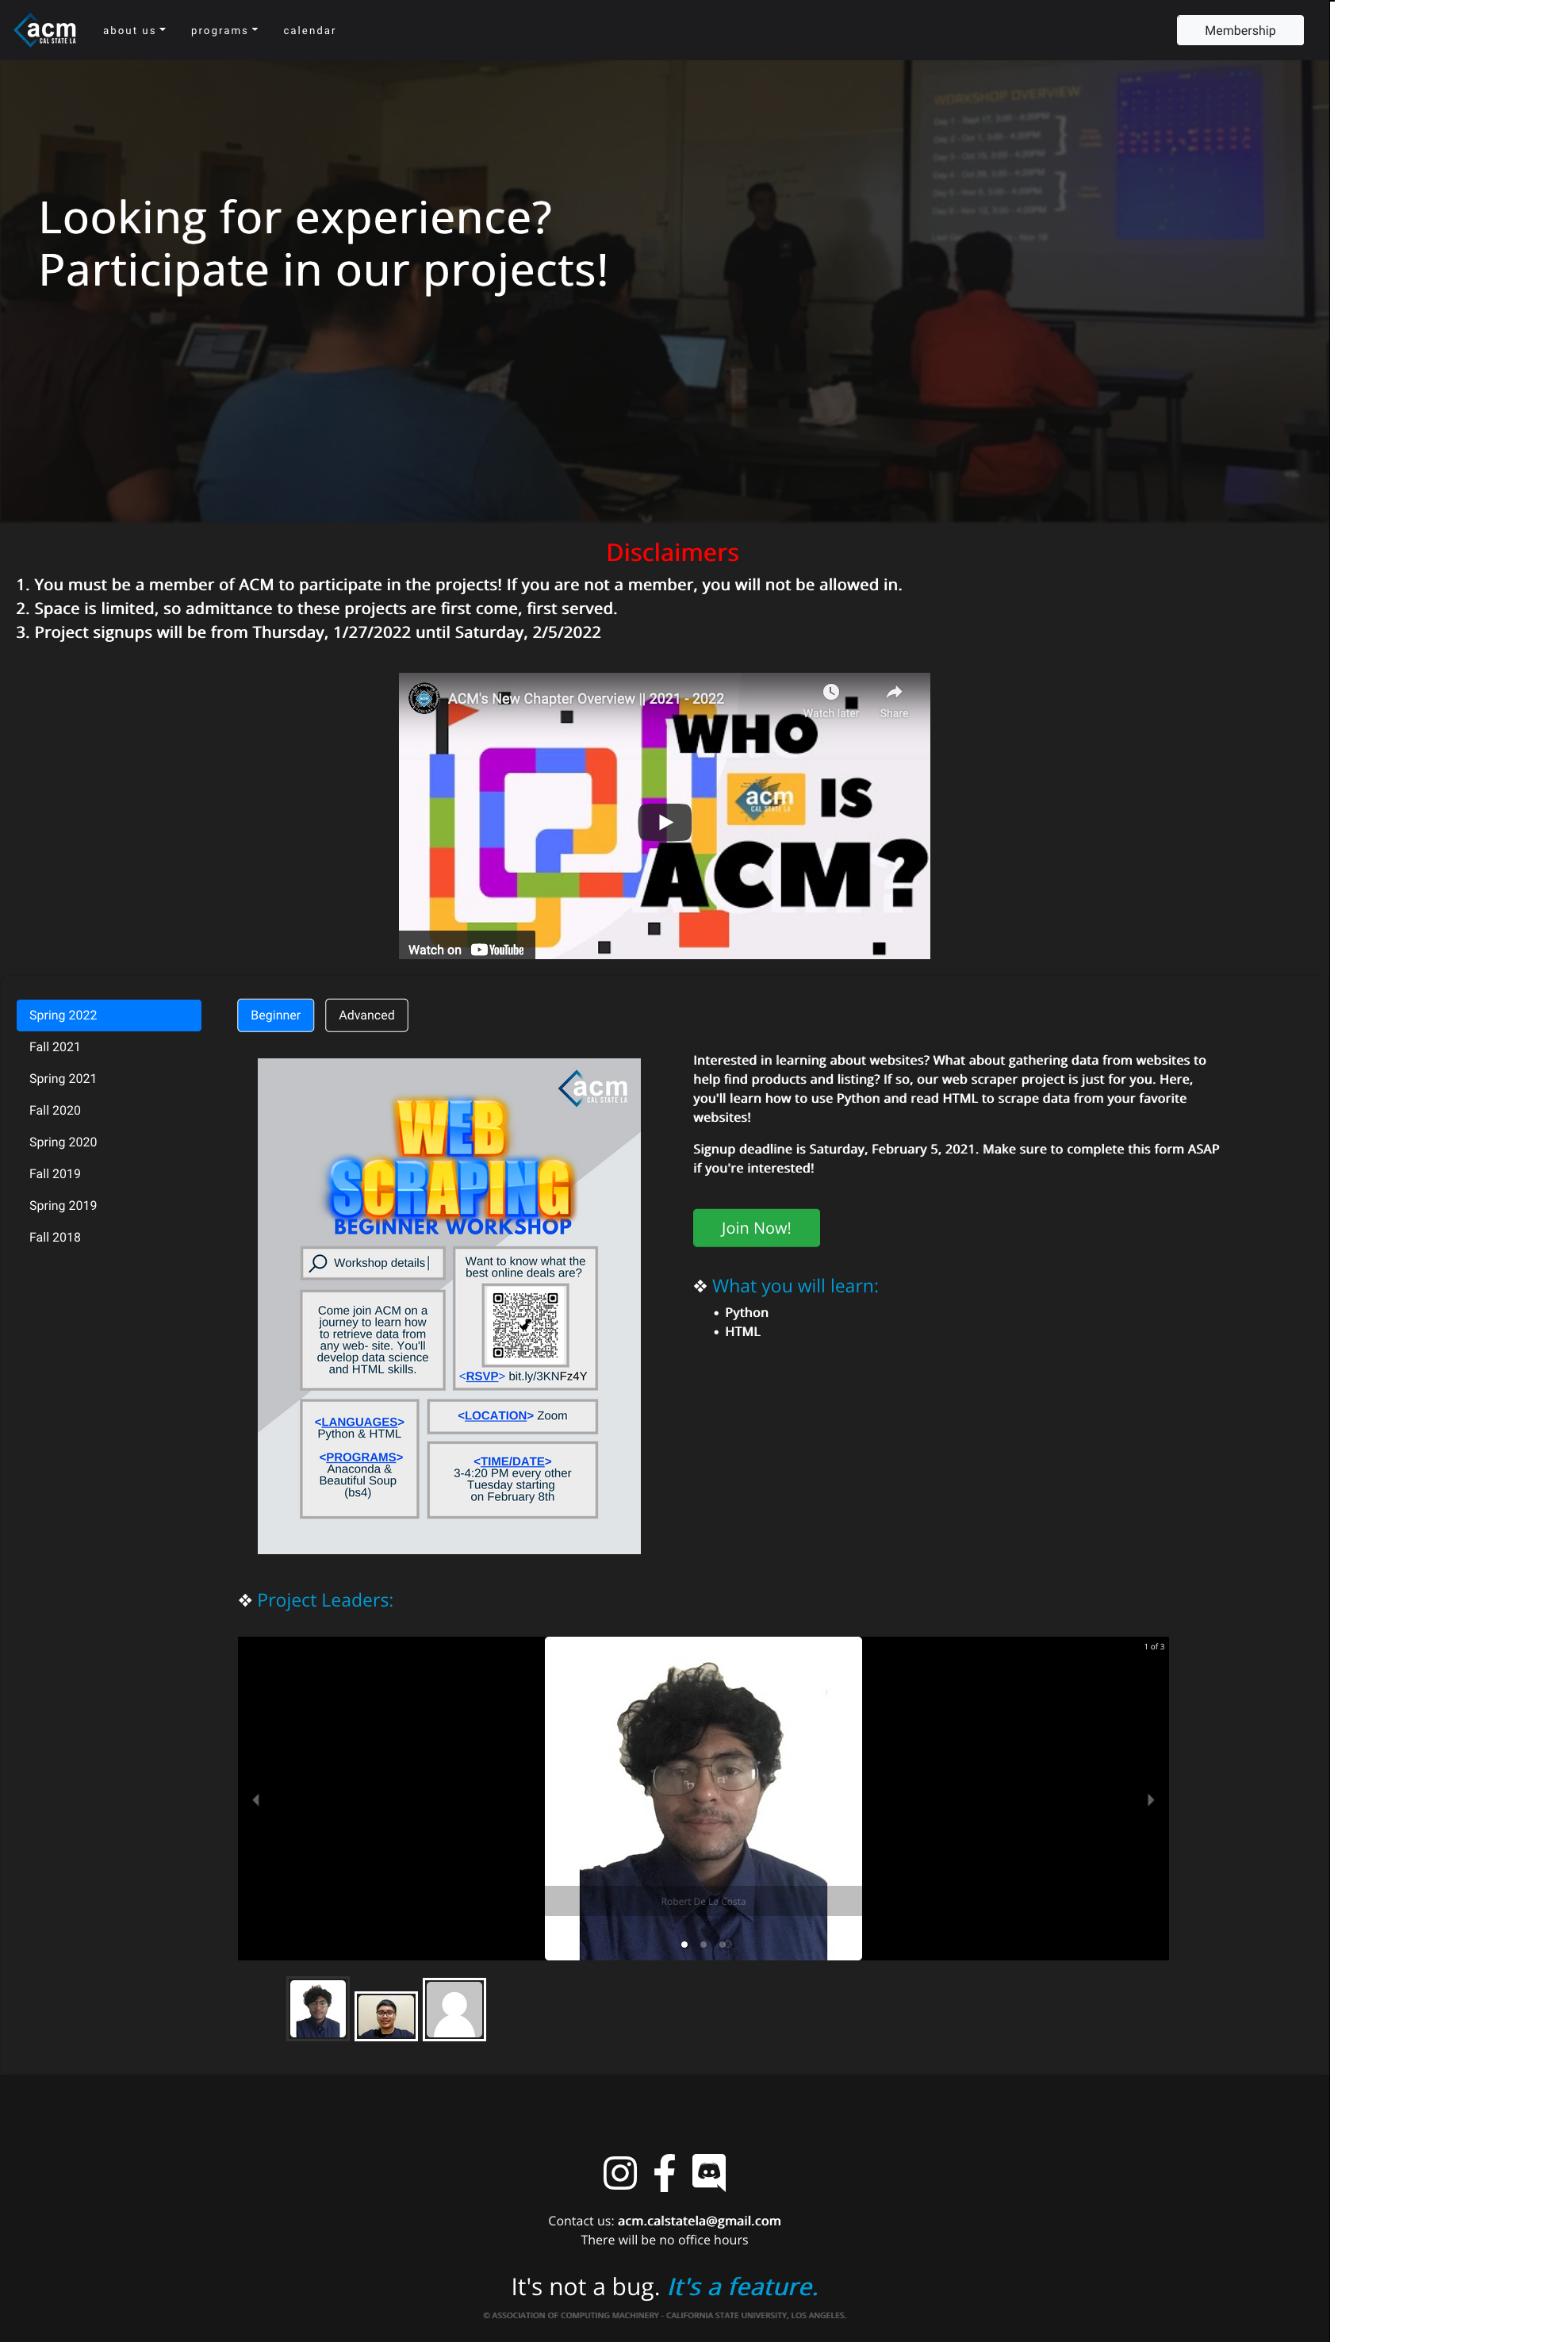 acm
CAL STATE LA
about us
programs
calendar
Membership
WORKSHOP OVERVIEW
Looking for experience?
Participate in our projects!
Disclaimers
1. You must be a member of ACM to participate in the projects! If you are not a member, you will not be allowed in.
2. Space is limited, so admittance to these projects are first come, first served.
3. Project signups will be from Thursday, 1/27/2022 until Saturday, 2/5/2022
ACM's New Chapter Overview || 2021 - 2022
Watch later
Share
WHO
acm
CAL STATE LA
IS
ACM?
Watch on YouTube
Spring 2022
Fall 2021
Spring 2021
Fall 2020
Spring 2020
Fall 2019
Spring 2019
Fall 2018
Beginner
Advanced
acm
CAL STATE LA
WEB
SCRAPING
BEGINNER WORKSHOP
Workshop details|
Want to know what the
best online deals are?
Come join ACM on a
journey to learn how
to retrieve data from
any web- site. You'll
develop data science
and HTML skills.
<RSVP> bit.ly/3KNFz4Y
<LANGUAGES>
Python & HTML
<PROGRAMS>
Anaconda &
Beautiful Soup
(bs4)
<LOCATION> Zoom
<TIME/DATE>
3-4:20 PM every other
Tuesday starting
on February 8th
Interested in learning about websites? What about gathering data from websites to
help find products and listing? If so, our web scraper project is just for you. Here,
you'll learn how to use Python and read HTML to scrape data from your favorite
websites!
Signup deadline is Saturday, February 5, 2021. Make sure to complete this form ASAP
if you're interested!
Join Now!
❖ What you will learn:
• Python
• HTML
❖ Project Leaders:
1 of 3
Robert De La Costa
Contact us: acm.calstatela@gmail.com
There will be no office hours
It's not a bug. It's a feature.
© ASSOCIATION OF COMPUTING MACHINERY - CALIFORNIA STATE UNIVERSITY, LOS ANGELES.